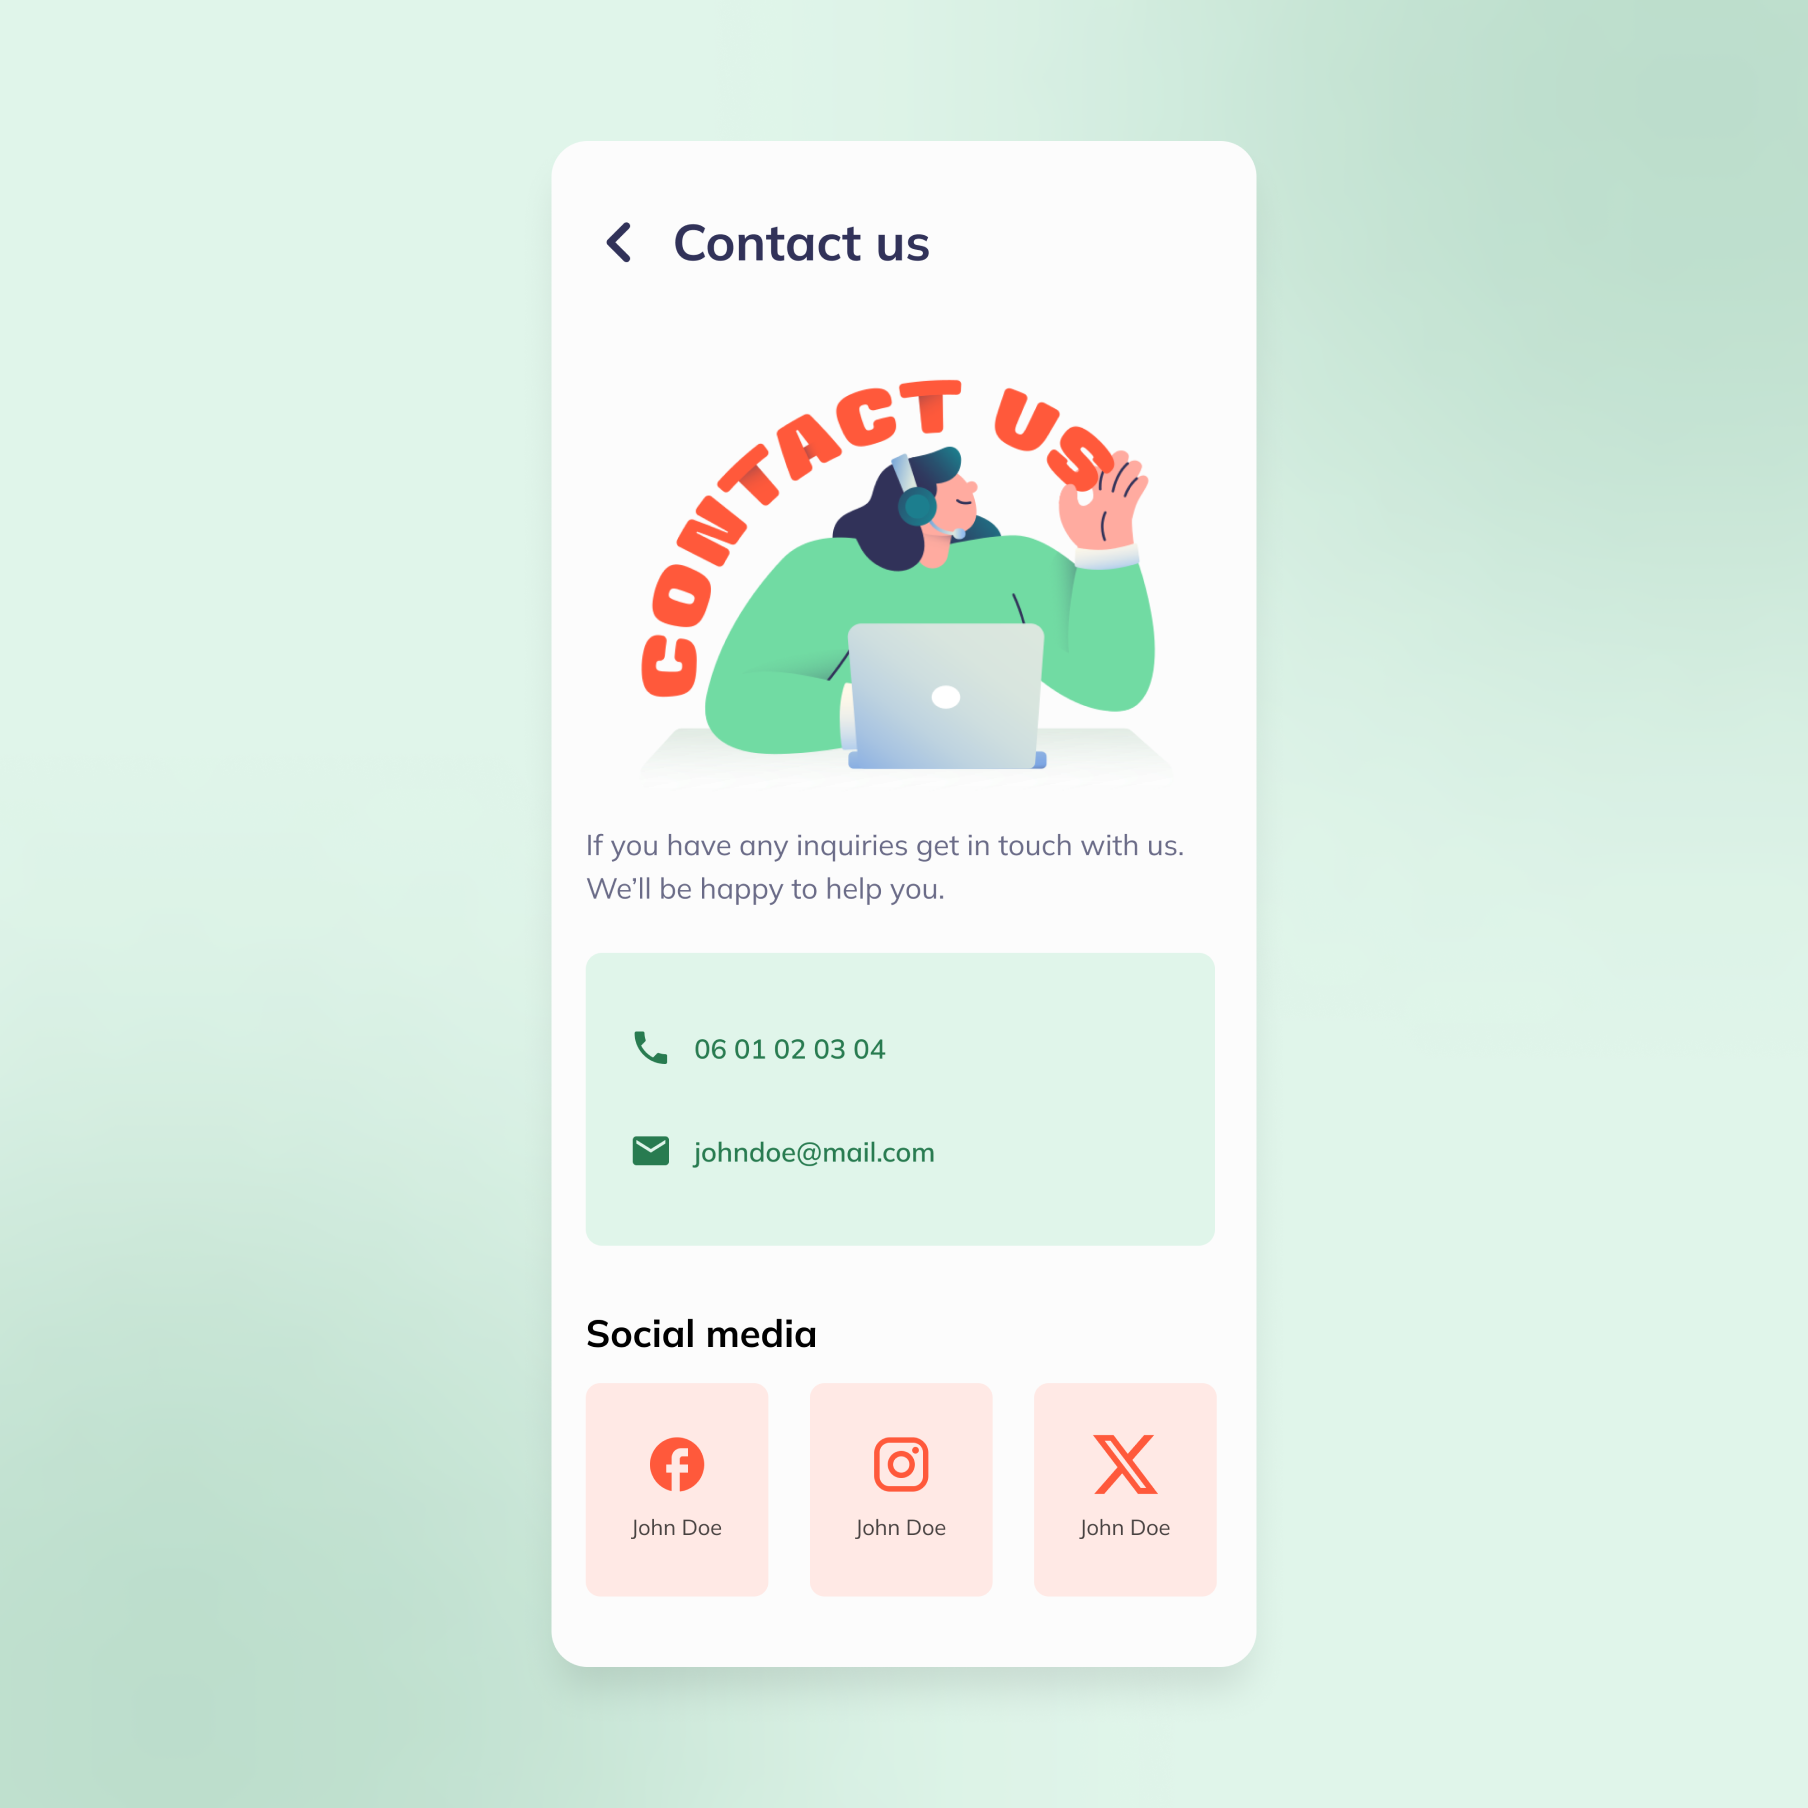 Contact us
CONTACT US
If you have any inquiries get in touch with us.
We’ll be happy to help you.
06 01 02 03 04
johndoe@mail.com
Social media
John Doe
John Doe
John Doe